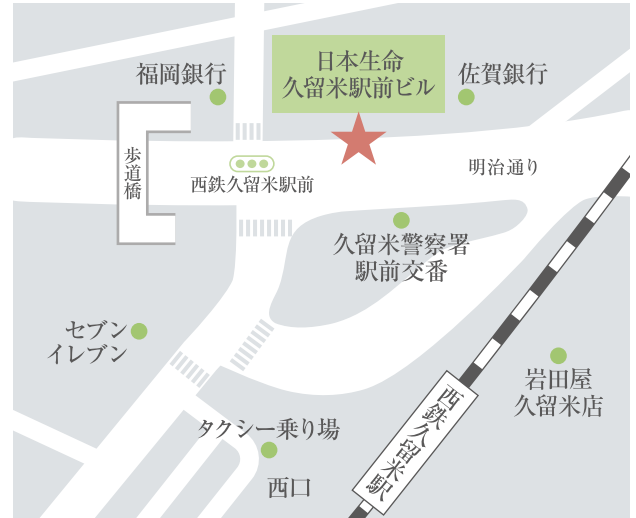 日本生命
久留米駅前ビル
福岡銀行
佐賀銀行
歩道橋
西鉄久留米駅前
明治通り
久留米警察署
駅前交番
セブン
イレブン
岩田屋
久留米店
西鉄久留米駅
タクシー乗り場
西口